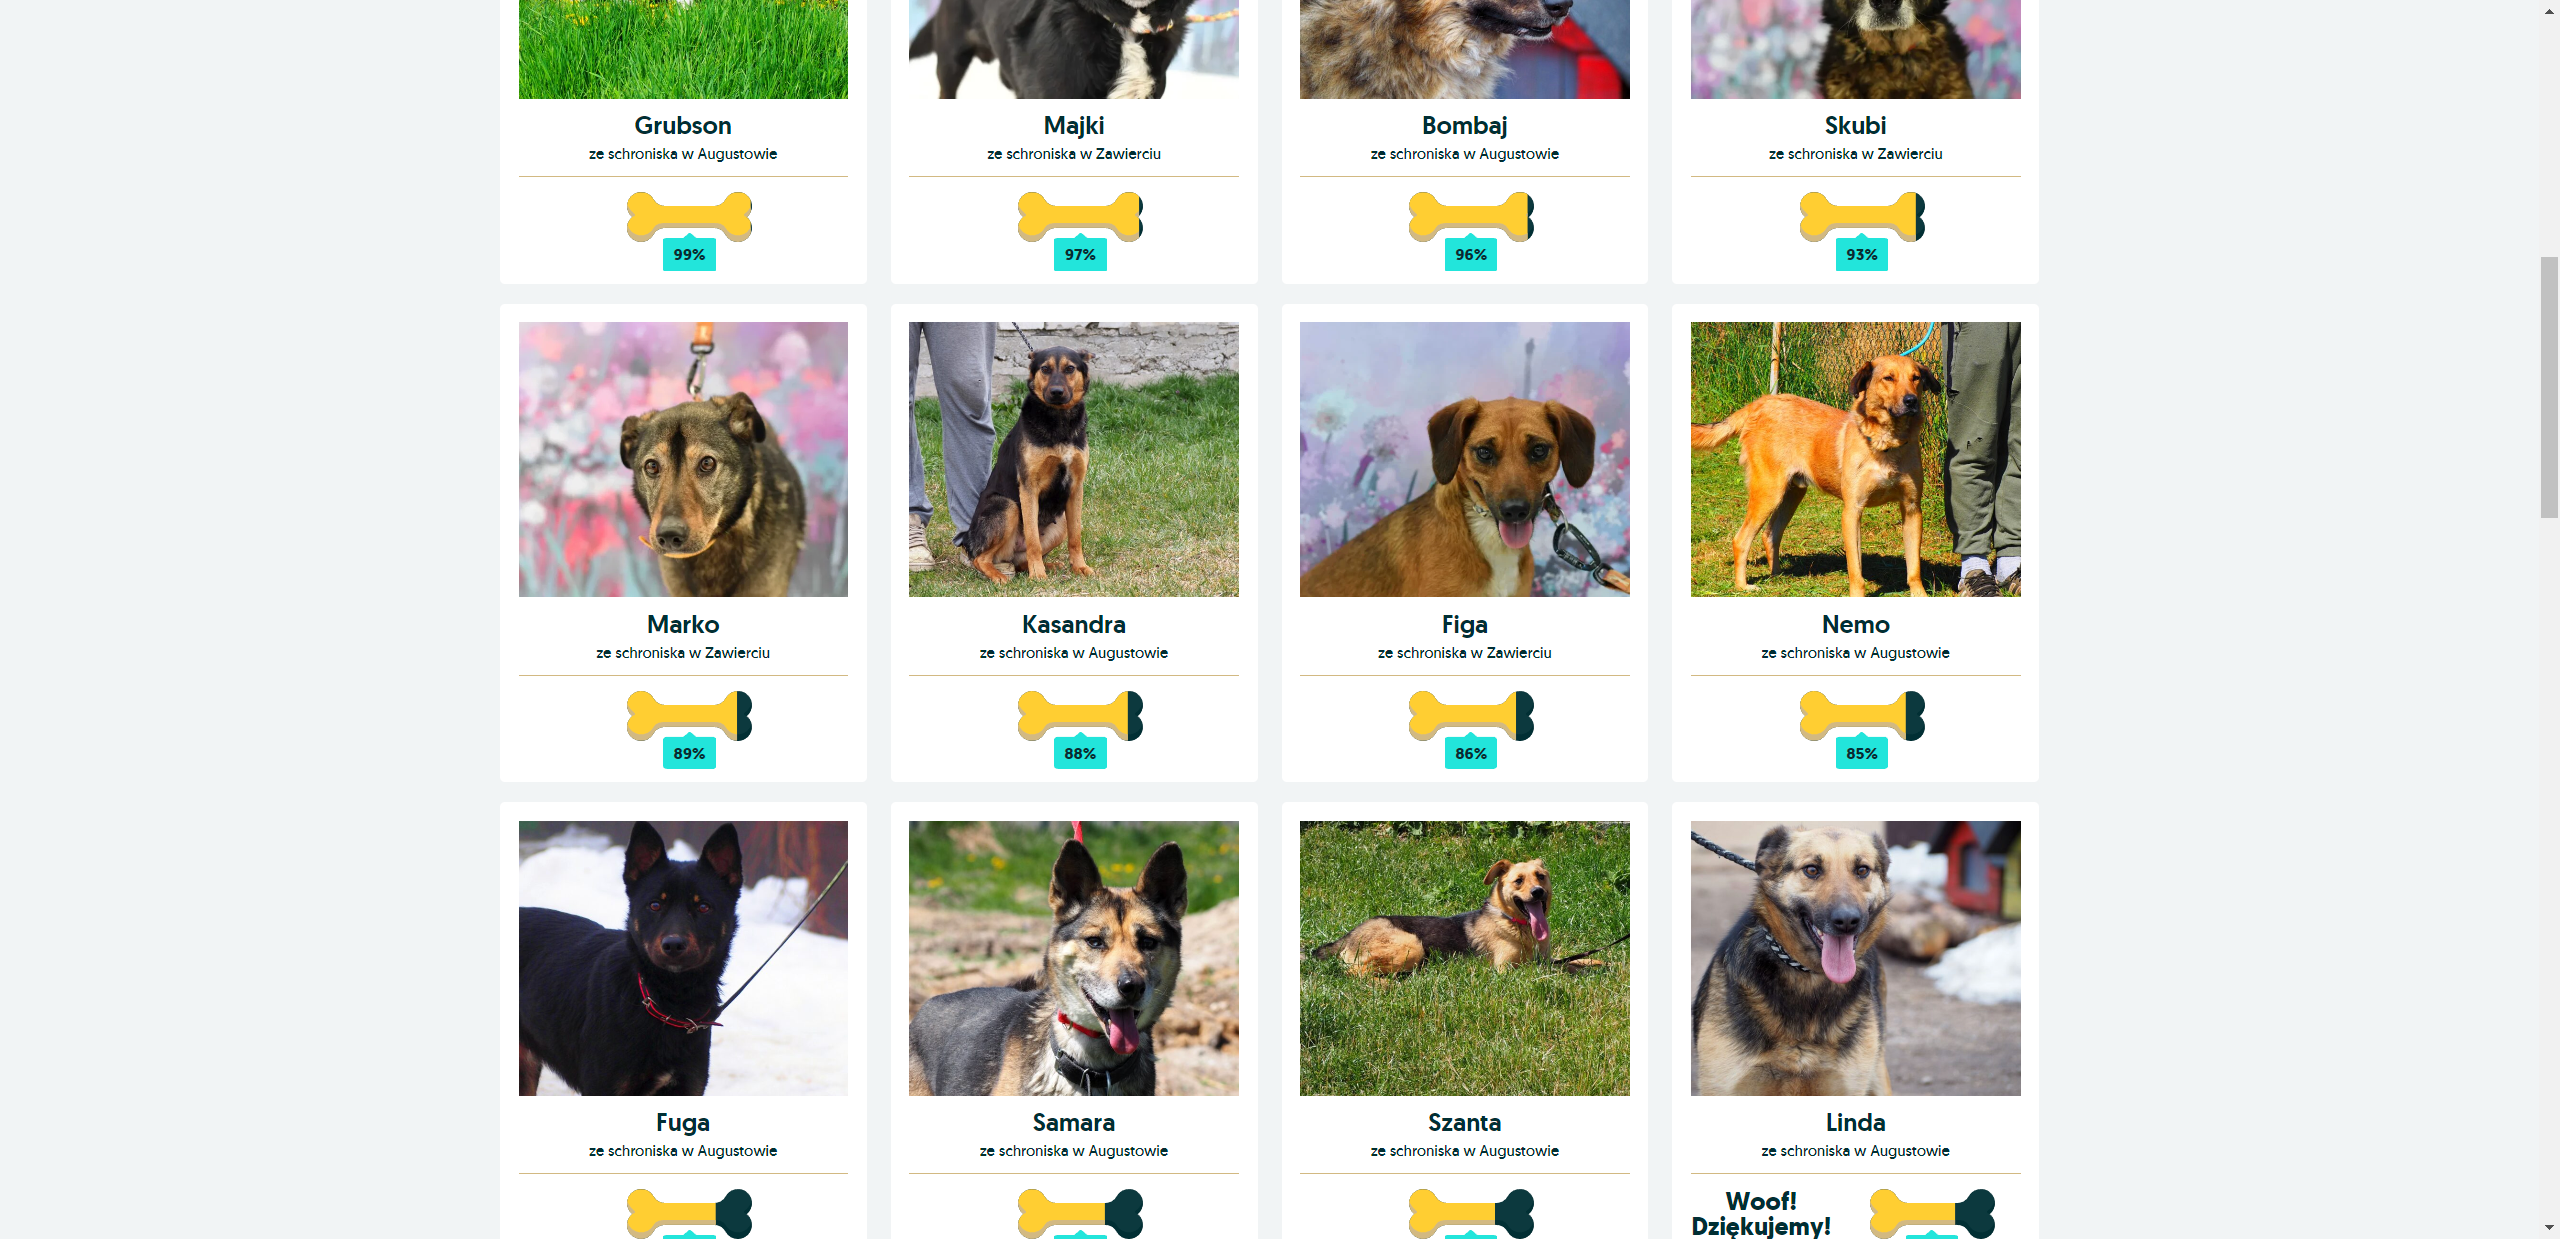 Grubson
ze schroniska w Augustowie
99%
Majki
ze schroniska w Zawierciu
97%
Bombaj
ze schroniska w Augustowie
96%
Skubi
ze schroniska w Zawierciu
93%
Marko
ze schroniska w Zawierciu
89%
Kasandra
ze schroniska w Augustowie
88%
Figa
ze schroniska w Zawierciu
86%
Nemo
ze schroniska w Augustowie
85%
Fuga
ze schroniska w Augustowie
Samara
ze schroniska w Augustowie
Szanta
ze schroniska w Augustowie
Linda
ze schroniska w Augustowie
Woof!
Dziękujemy!